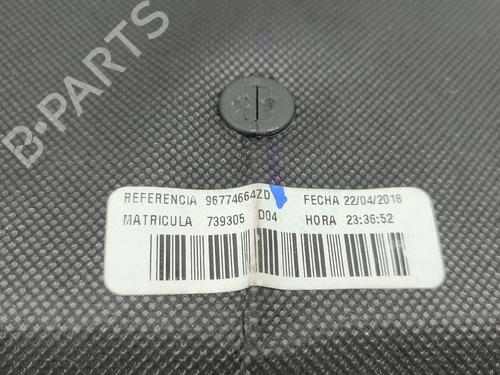 B-PARTS
REFERENCIA 96774664ZD FECHA 22/04/2018
MATRICULA 739305 D04 HORA 23:36:52